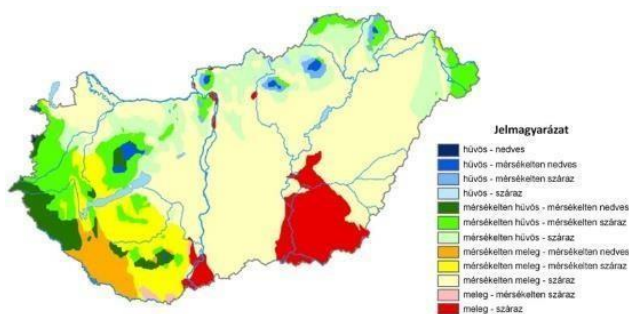 Jelmagyarázat
hűvös - nedves
hűvös - mérsékelten nedves
hűvös - mérsékelten száraz
hűvös - száraz
mérsékelten hűvös - mérsékelten nedves
mérsékelten hűvös - mérsékelten száraz
mérsékelten hűvös - száraz
mérsékelten meleg - mérsékelten nedves
mérsékelten meleg - mérsékelten száraz
mérsékelten meleg - száraz
meleg - mérsékelten száraz
meleg - száraz